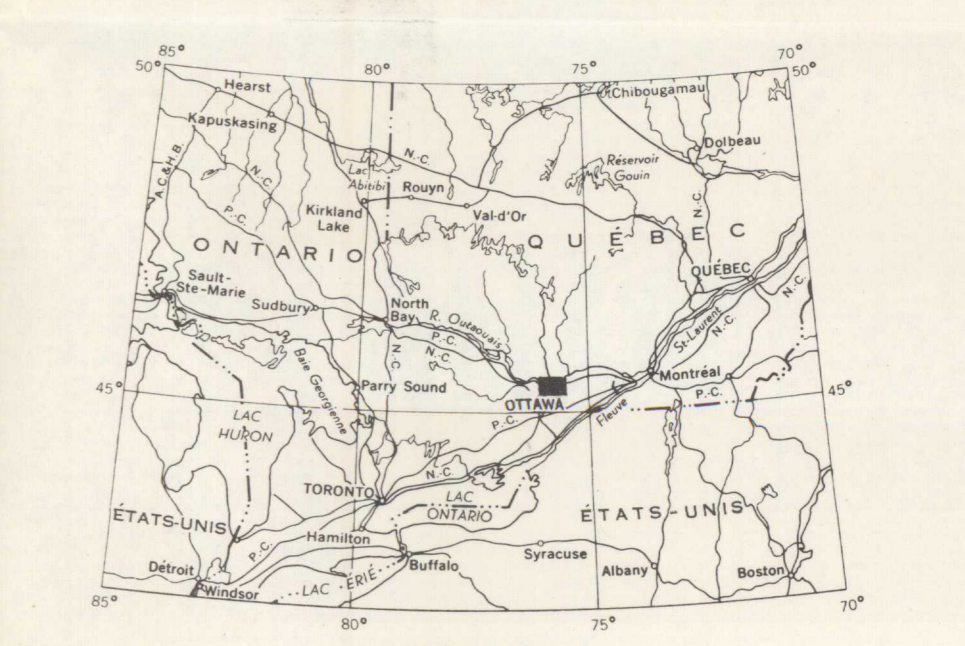 85°
80°
75°
70°
50°
50°
Hearst
Chibougamau
Kapuskasing
Dolbeau
N.-C.
A.C.&H.B.
N.-C.
Lac
Abitibi
Rouyn
Réservoir
Gouin
P.-C.
Kirkland
Lake
Val-d'Or
N.-C.
ONTARIO
QUÉBEC
Sault-
Ste-Marie
QUÉBEC
N.-C.
Sudbury
North
Bay
R. Outaouais
P.-C.
N.-C.
St-Laurent
N.-C.
N.-C.
Baie Georgienne
Parry Sound
Montréal
45°
P.-C.
45°
OTTAWA
Fleuve
LAC
HURON
P.-C.
N.-C.
TORONTO
LAC
ONTARIO
ÉTATS-UNIS
ÉTATS-UNIS
Hamilton
P.-C.
Syracuse
Détroit
Buffalo
Albany
Boston
Windsor
LAC ÉRIÉ
85°
80°
75°
70°